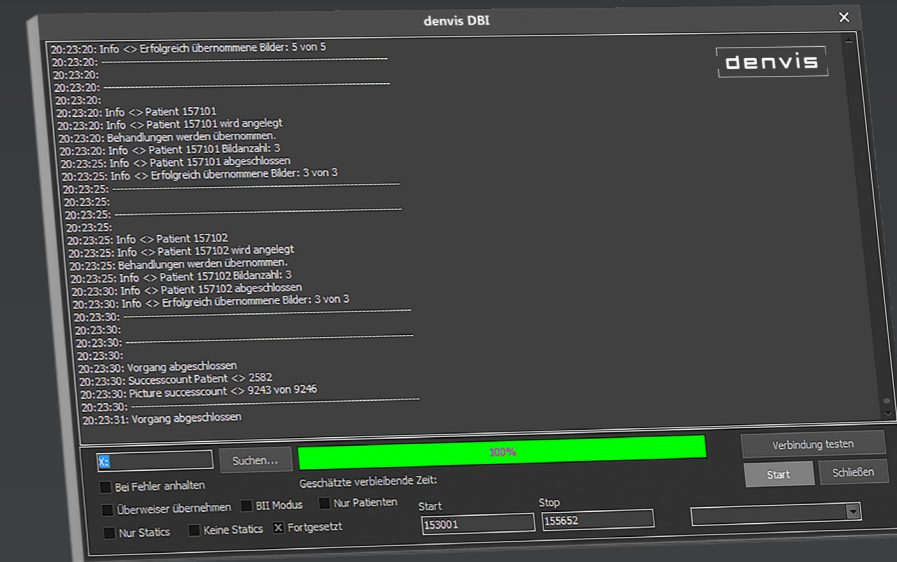 denvis DBI
20:23:20: Info <> Erfolgreich übernommene Bilder: 5 von 5
20:23:20: ------------------------------------------------------------
denvis
20:23:20:
20:23:20: ------------------------------------------------------------
20:23:20:
20:23:20: Info <> Patient 157101
20:23:20: Info <> Patient 157101 wird angelegt
20:23:20: Behandlungen werden übernommen.
20:23:20: Info <> Patient 157101 Bildanzahl: 3
20:23:25: Info <> Patient 157101 abgeschlossen
20:23:25: Info <> Erfolgreich übernommene Bilder: 3 von 3
20:23:25: ------------------------------------------------------------
20:23:25:
20:23:25: ------------------------------------------------------------
20:23:25:
20:23:25: Info <> Patient 157102
20:23:25: Info <> Patient 157102 wird angelegt
20:23:25: Behandlungen werden übernommen.
20:23:25: Info <> Patient 157102 Bildanzahl: 3
20:23:30: Info <> Patient 157102 abgeschlossen
20:23:30: Info <> Erfolgreich übernommene Bilder: 3 von 3
20:23:30: ------------------------------------------------------------
20:23:30:
20:23:30: ------------------------------------------------------------
20:23:30:
20:23:30: Vorgang abgeschlossen
20:23:30: Successcount Patient <> 2582
20:23:30: Picture successcount <> 9243 von 9246
20:23:30: ------------------------------------------------------------
20:23:31: Vorgang abgeschlossen
X:
Suchen...
100%
Verbindung testen
Bei Fehler anhalten
Geschätzte verbleibende Zeit:
Start
Schließen
Überweiser übernehmen
BII Modus
Nur Patienten
Start
Stop
Nur Statics
Keine Statics
Fortgesetzt
153001
155652